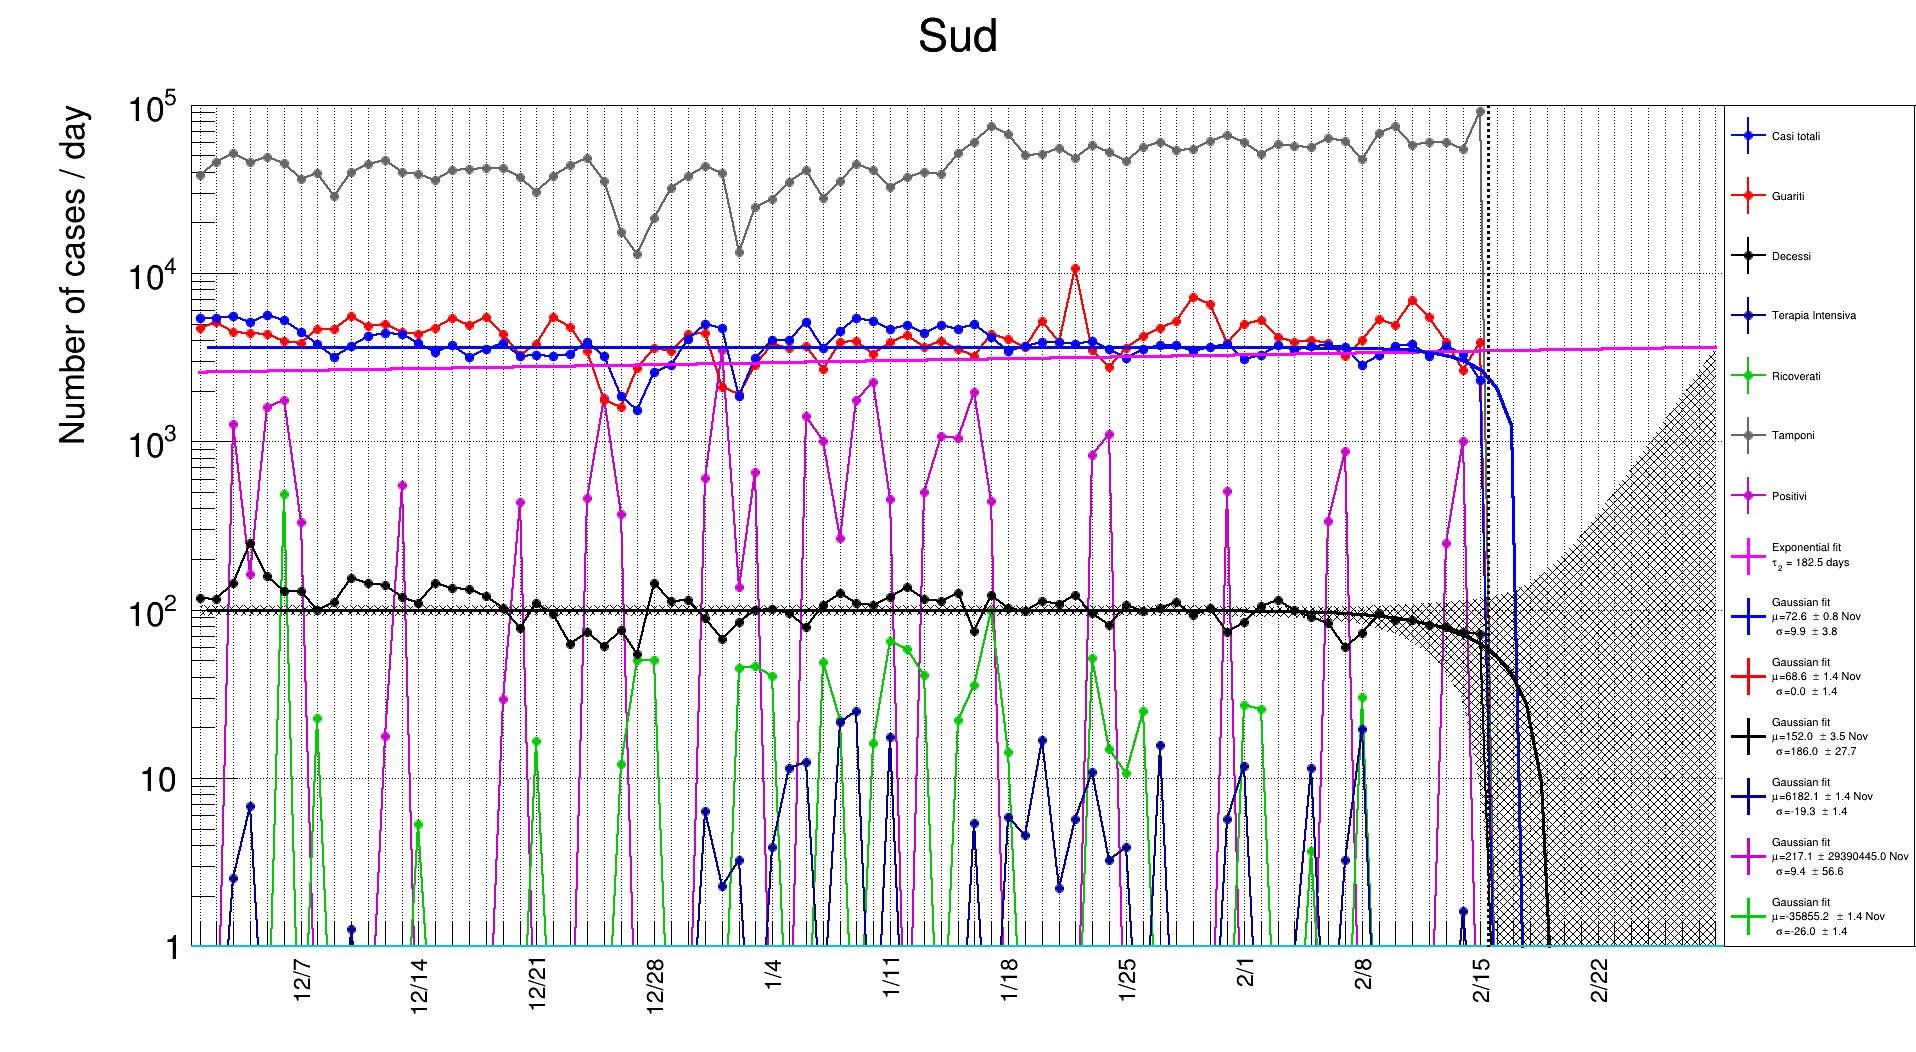 Sud
Number of cases / day
10^5
10^4
10^3
10^2
10
1
12/7
12/14
12/21
12/28
1/4
1/11
1/18
1/25
2/1
2/8
2/15
2/22
Casi totali
Guariti
Decessi
Terapia Intensiva
Ricoverati
Tamponi
Positivi
Exponential fit
τ_2 = 182.5 days
Gaussian fit
μ=72.6 ± 0.8 Nov
σ=9.9 ± 3.8
Gaussian fit
μ=68.6 ± 1.4 Nov
σ=0.0 ± 1.4
Gaussian fit
μ=152.0 ± 3.5 Nov
σ=186.0 ± 27.7
Gaussian fit
μ=6182.1 ± 1.4 Nov
σ=-19.3 ± 1.4
Gaussian fit
μ=217.1 ± 29390445.0 Nov
σ=9.4 ± 56.6
Gaussian fit
μ=-35855.2 ± 1.4 Nov
σ=-26.0 ± 1.4